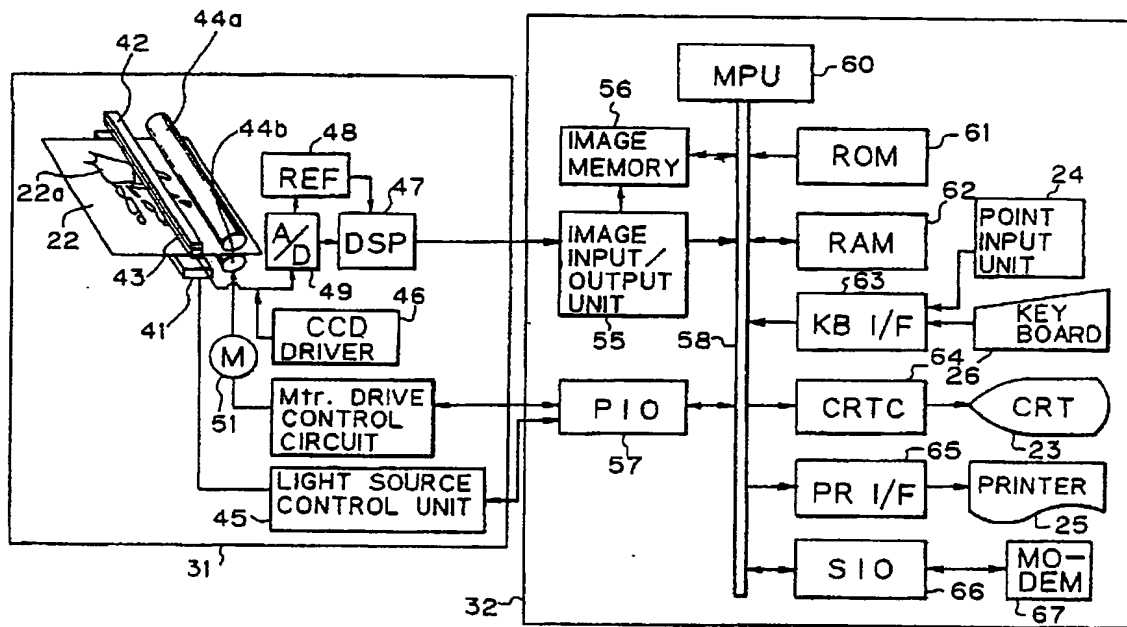 42
44a
44b
22a
22
43
41
48
REF
47
A/D
DSP
49
46
CCD
DRIVER
M
51
Mtr. DRIVE
CONTROL
CIRCUIT
LIGHT SOURCE
CONTROL UNIT
45
31
MPU
60
56
IMAGE
MEMORY
IMAGE
INPUT/
OUTPUT
UNIT
55
58
PIO
57
61
ROM
62
RAM
24
POINT
INPUT
UNIT
63
KB I/F
KEY
BOARD
26
64
CRTC
CRT
23
65
PR I/F
PRINTER
25
SIO
66
MO-
DEM
67
32